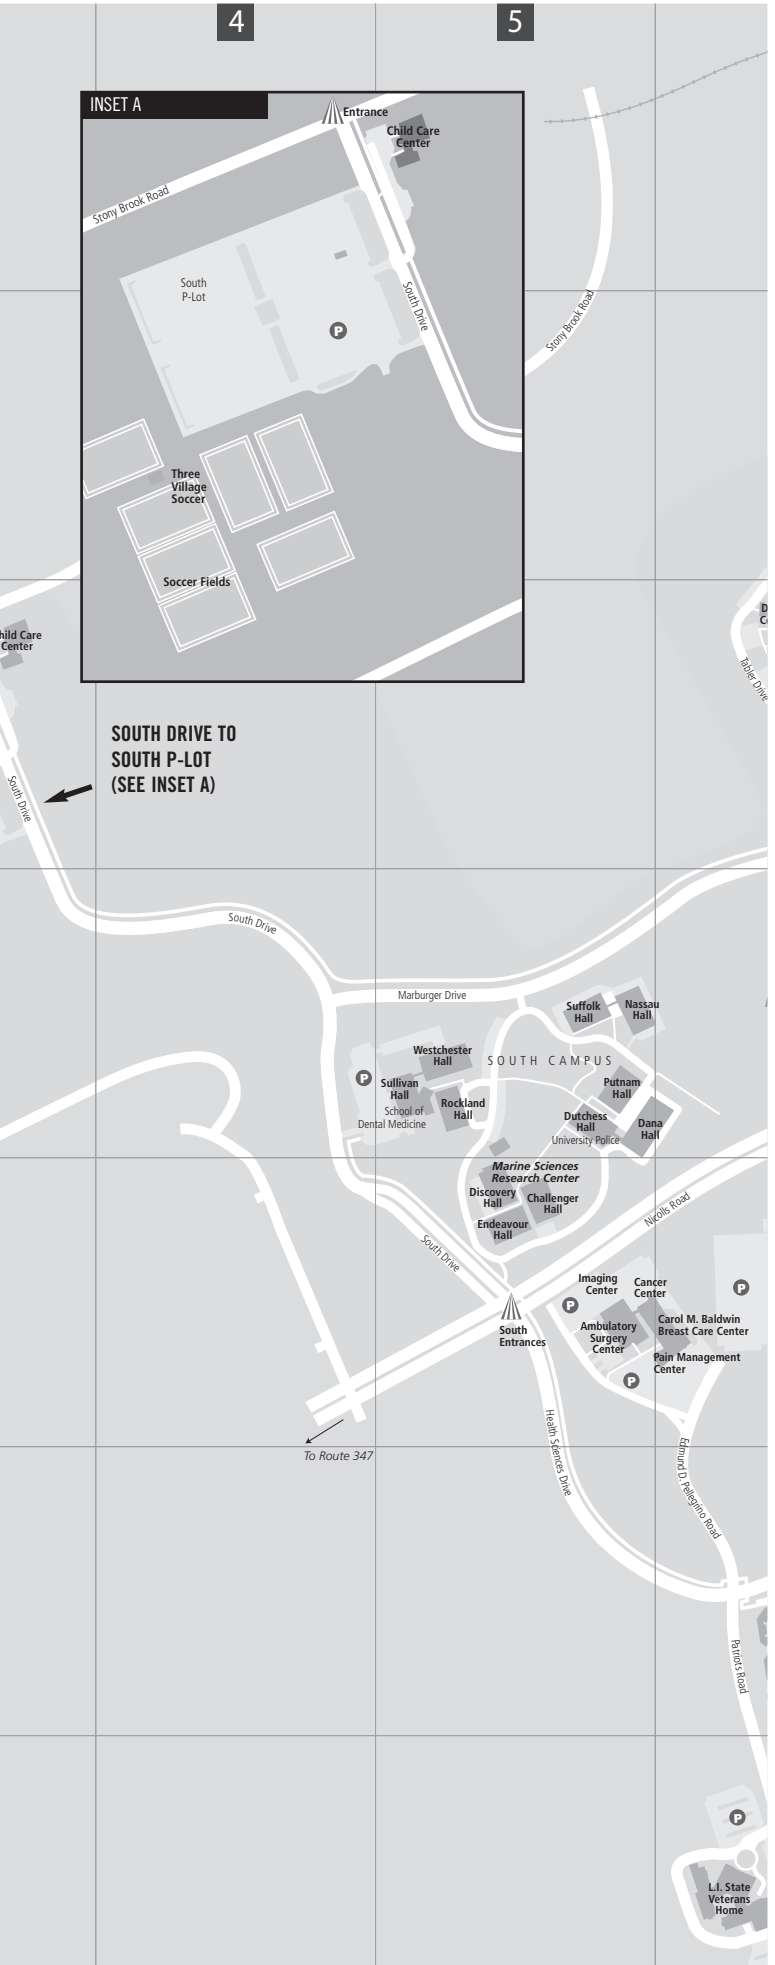 4
5
INSET A
Entrance
Child Care
Center
Stony Brook Road
South
P-Lot
P
South Drive
Stony Brook Road
Three
Village
Soccer
Soccer Fields
Center
Tabler Drive
SOUTH DRIVE TO
SOUTH P-LOT
(SEE INSET A)
South Drive
South Drive
Marburger Drive
Suffolk
Hall
Nassau
Hall
SOUTH CAMPUS
Westchester
Hall
P
Sullivan
Hall
School of
Dental Medicine
Rockland
Hall
Putnam
Hall
Dutchess
Hall
University Police
Dana
Hall
Marine Sciences
Research Center
Discovery
Hall
Challenger
Hall
Endeavour
Hall
Nicolls Road
South Drive
Imaging
Center
Cancer
Center
P
P
South
Entrances
Ambulatory
Surgery
Center
Carol M. Baldwin
Breast Care Center
Pain Management
Center
P
Health Sciences Drive
Edmund D. Pellegrino Road
To Route 347
Patriots Road
P
L.I. State
Veterans
Home